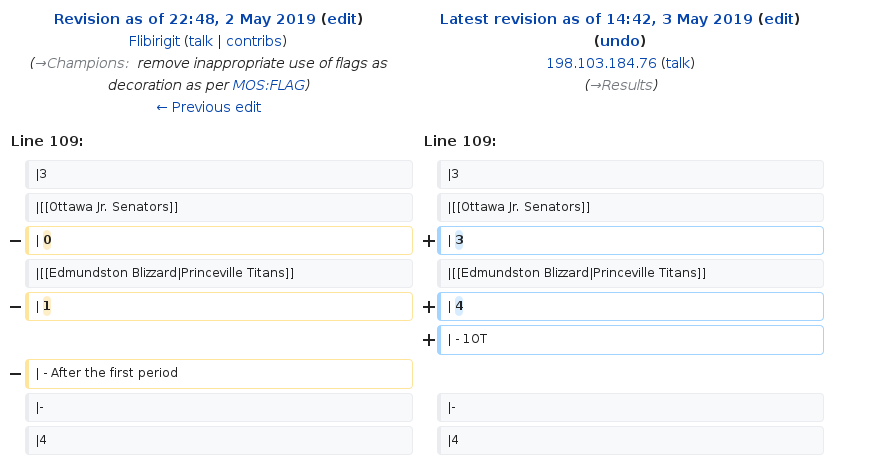 Revision as of 22:48, 2 May 2019 (edit)
Flibirigit (talk | contribs)
(→Champions: remove inappropriate use of flags as
decoration as per MOS:FLAG)
← Previous edit
Latest revision as of 14:42, 3 May 2019 (edit)
(undo)
198.103.184.76 (talk)
(→Results)
Line 109:
Line 109:
|3
|3
|[[Ottawa Jr. Senators]]
|[[Ottawa Jr. Senators]]
− | 0
+ | 3
|[[Edmundston Blizzard|Princeville Titans]]
|[[Edmundston Blizzard|Princeville Titans]]
− | 1
+ | 4
+ | - 1OT
− | - After the first period
|-
|-
|4
|4